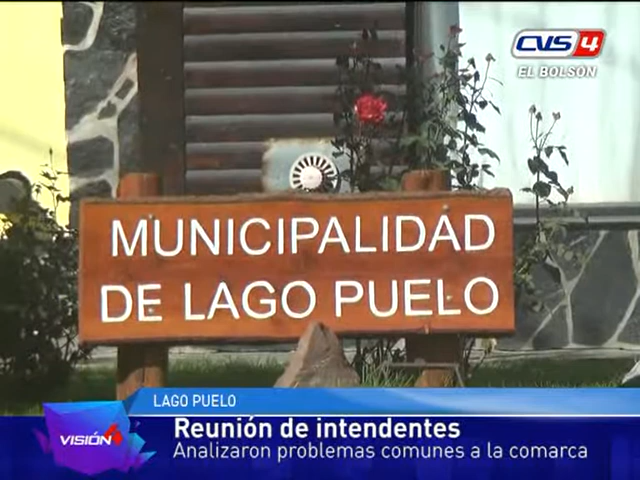 CVS 4
EL BOLSÓN
MUNICIPALIDAD
DE LAGO PUELO
LAGO PUELO
VISIÓN 4
Reunión de intendentes
Analizaron problemas comunes a la comarca